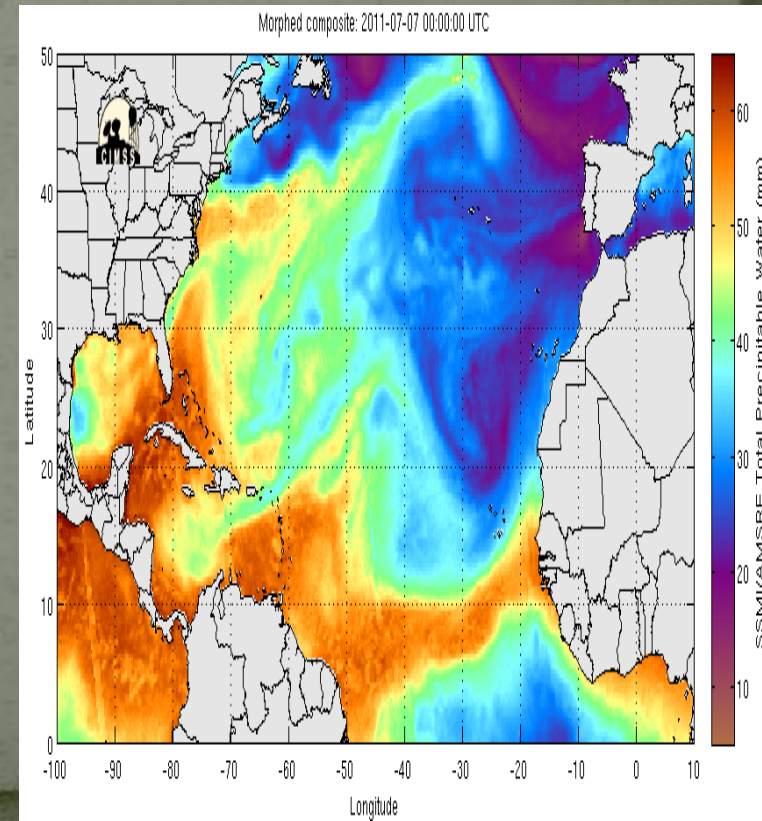 Morphed composite: 2011-07-07 00:00:00 UTC
CIMSS
50
40
30
20
10
0
Latitude
-100 -90 -80 -70 -60 -50 -40 -30 -20 -10 0 10
Longitude
60
50
40
30
20
10
SSMI/AMSRE Total Precipitable Water (mm)